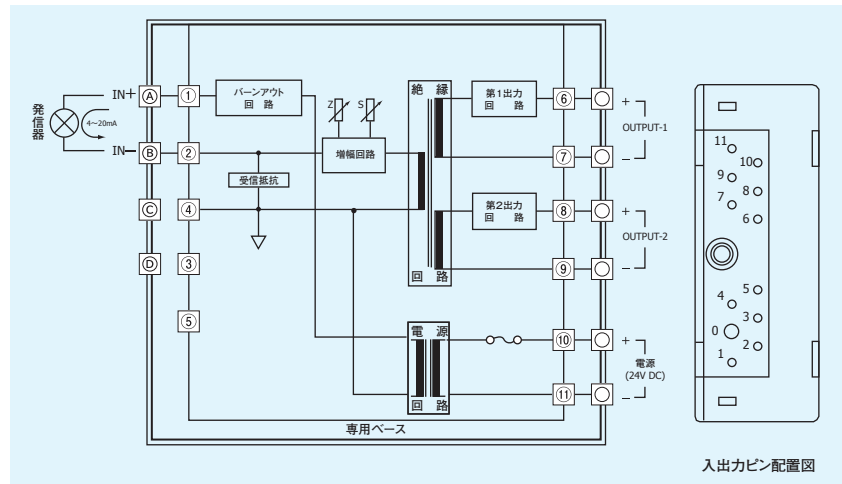 発信器
IN+
4~20mA
IN−
Ⓐ
Ⓑ
Ⓒ
Ⓓ
①
②
④
③
⑤
バーンアウト
回 路
受信抵抗
Z
S
増幅回路
絶 縁
回 路
第1出力
回 路
第2出力
回 路
電 源
回 路
⑥
⑦
⑧
⑨
⑩
⑪
+
OUTPUT-1
−
+
OUTPUT-2
−
+
電源
(24V DC)
−
専用ベース
11
10
9
8
7
6
5
4
3
0
2
1
入出力ピン配置図